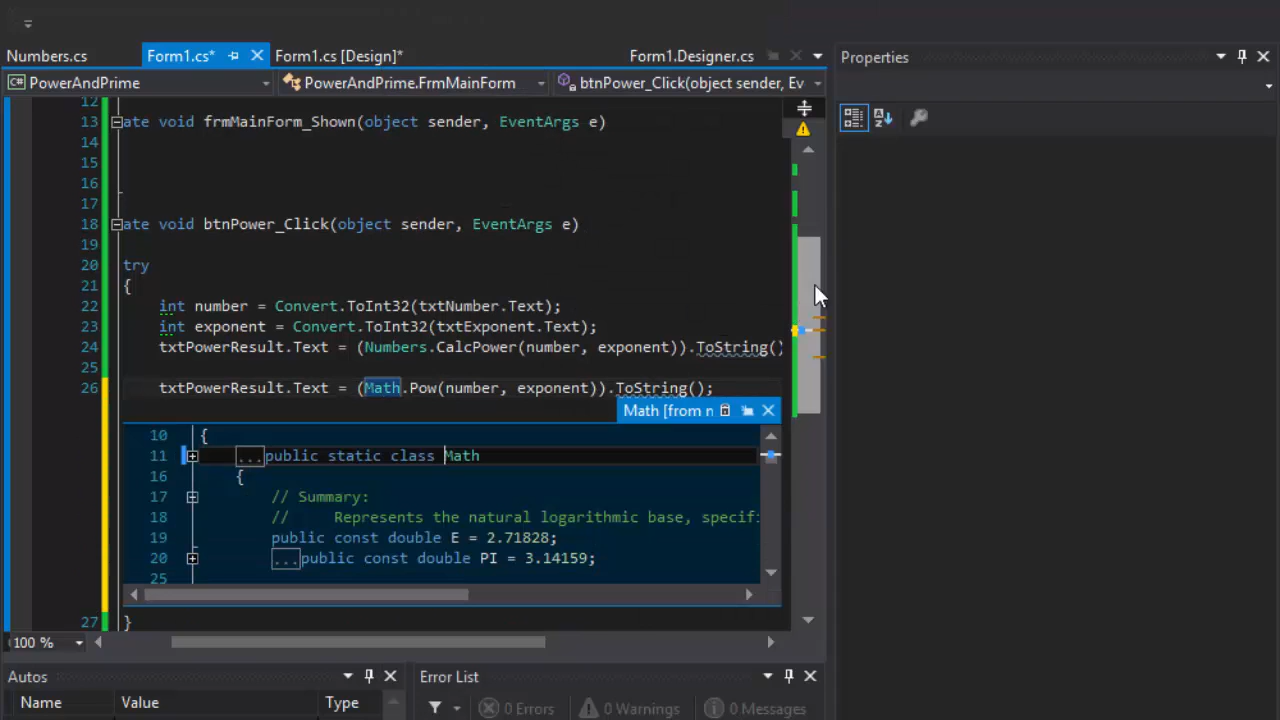 Numbers.cs Form1.cs* Form1.cs [Design]* Form1.Designer.cs Properties
PowerAndPrime PowerAndPrime.FrmMainForm btnPower_Click(object sender, Ev
12
13 ate void frmMainForm_Shown(object sender, EventArgs e)
14
15
16
17
18 ate void btnPower_Click(object sender, EventArgs e)
19
20 try
21 {
22 int number = Convert.ToInt32(txtNumber.Text);
23 int exponent = Convert.ToInt32(txtExponent.Text);
24 txtPowerResult.Text = (Numbers.CalcPower(number, exponent)).ToString()
25
26 txtPowerResult.Text = (Math.Pow(number, exponent)).ToString();
Math [from n
10 {
11 ...public static class Math
16 {
17 // Summary:
18 // Represents the natural logarithmic base, specifi
19 public const double E = 2.71828;
20 ...public const double PI = 3.14159;
25
27 }
100 %
Autos Error List
Name Value Type 0 Errors 0 Warnings 0 Messages